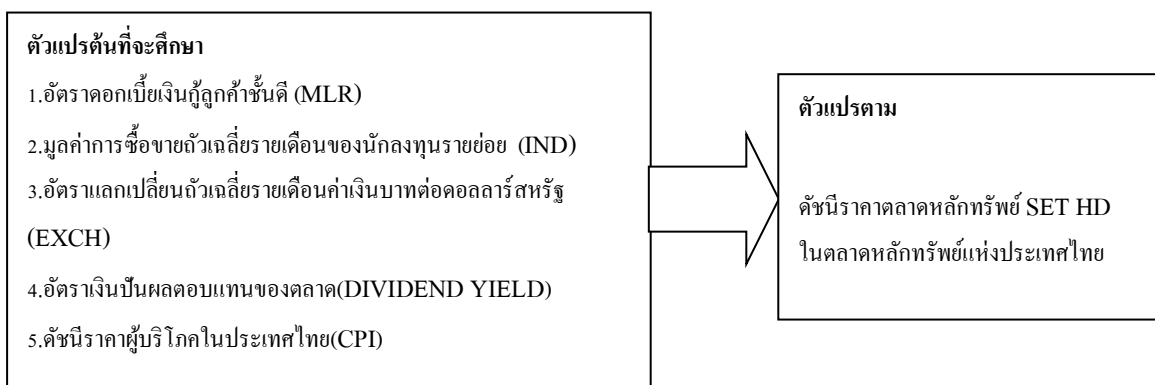 ตัวแปรต้นที่จะศึกษา
1.อัตราดอกเบี้ยเงินกู้ลูกค้าชั้นดี (MLR)
2.มูลค่าการซื้อขายถัวเฉลี่ยรายเดือนของนักลงทุนรายย่อย (IND)
3.อัตราแลกเปลี่ยนถัวเฉลี่ยรายเดือนค่าเงินบาทต่อดอลลาร์สหรัฐ
(EXCH)
4.อัตราเงินปันผลตอบแทนของตลาด(DIVIDEND YIELD)
5.ดัชนีราคาผู้บริโภคในประเทศไทย(CPI)
ตัวแปรตาม
ดัชนีราคาตลาดหลักทรัพย์ SET HD
ในตลาดหลักทรัพย์แห่งประเทศไทย